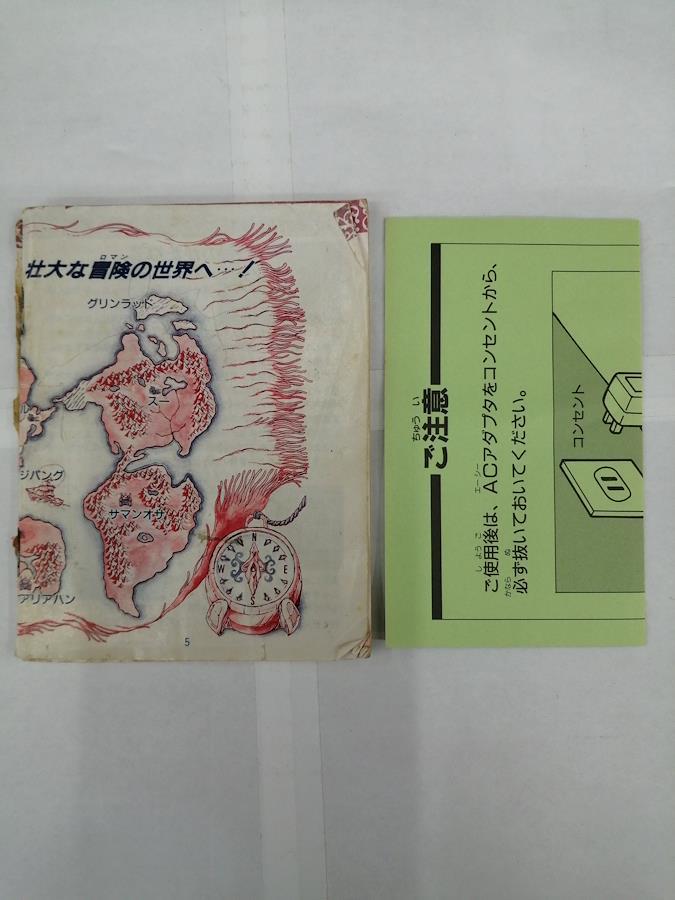 ロマン
壮大な冒険の世界へ…!
グリンラッド
ル
ジパング
サマンオサ
アリアハン
N
W
E
S
5
ちゅうい
ご注意
しようご エーシー
ご使用後は、ACアダプタをコンセントから、
かなら ぬ
必ず抜いておいてください。
コンセント